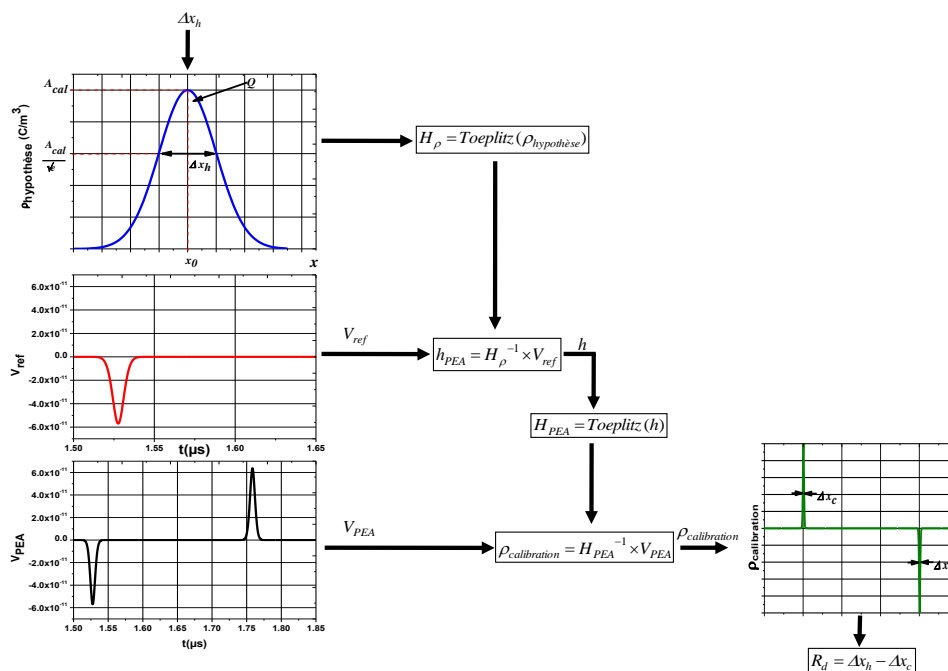 Δx_h
A_cal
Q
ρhypothèse (C/m³)
A_cal
√e
Δx_h
x_0
x
H_ρ = Toeplitz(ρ_hypothèse)
6.0x10⁻¹¹
4.0x10⁻¹¹
2.0x10⁻¹¹
0.0
-2.0x10⁻¹¹
-4.0x10⁻¹¹
-6.0x10⁻¹¹
V_ref
1.50
1.55
1.60
1.65
t(µs)
V_ref
h_PEA = H_ρ⁻¹ × V_ref
h
H_PEA = Toeplitz(h)
6.0x10⁻¹¹
4.0x10⁻¹¹
2.0x10⁻¹¹
0.0
-2.0x10⁻¹¹
-4.0x10⁻¹¹
-6.0x10⁻¹¹
V_PEA
1.50
1.55
1.60
1.65
1.70
1.75
1.80
1.85
t(µs)
V_PEA
ρ_calibration = H_PEA⁻¹ × V_PEA
ρ_calibration
ρcalibration
Δx_c
Δx
R_d = Δx_h − Δx_c